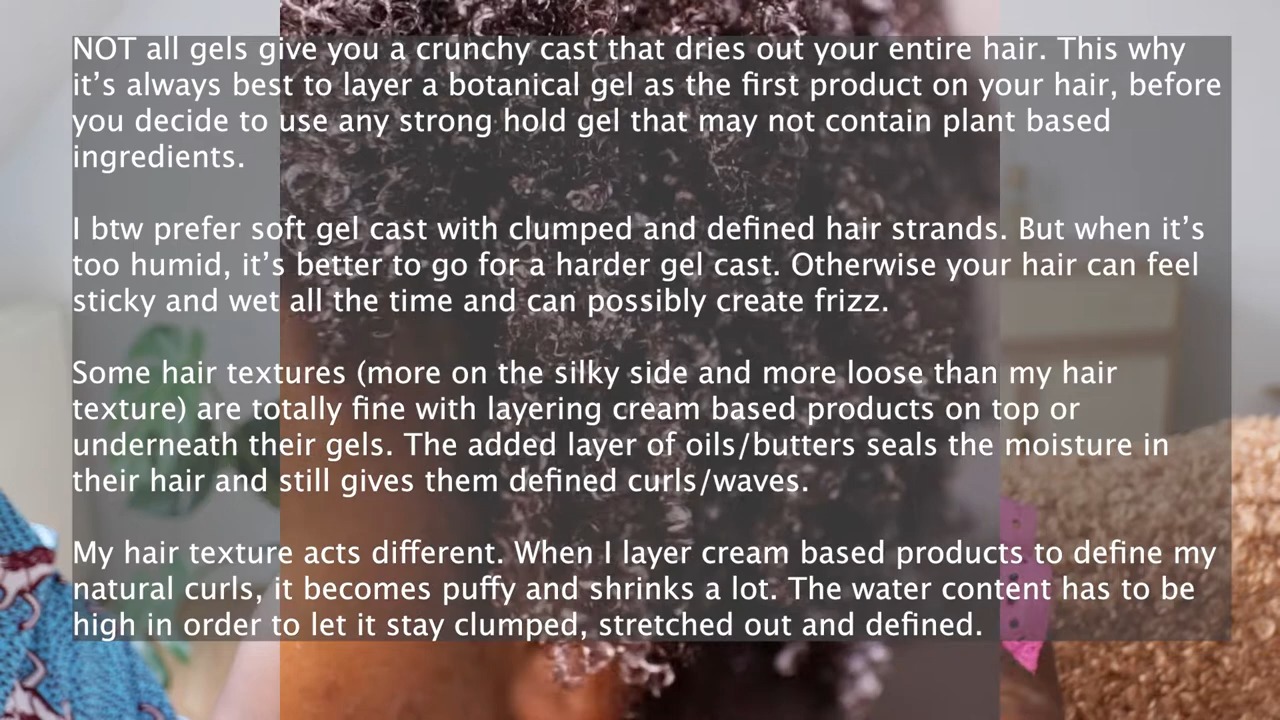 NOT all gels give you a crunchy cast that dries out your entire hair. This why
it’s always best to layer a botanical gel as the first product on your hair, before
you decide to use any strong hold gel that may not contain plant based
ingredients.
I btw prefer soft gel cast with clumped and defined hair strands. But when it’s
too humid, it’s better to go for a harder gel cast. Otherwise your hair can feel
sticky and wet all the time and can possibly create frizz.
Some hair textures (more on the silky side and more loose than my hair
texture) are totally fine with layering cream based products on top or
underneath their gels. The added layer of oils/butters seals the moisture in
their hair and still gives them defined curls/waves.
My hair texture acts different. When I layer cream based products to define my
natural curls, it becomes puffy and shrinks a lot. The water content has to be
high in order to let it stay clumped, stretched out and defined.